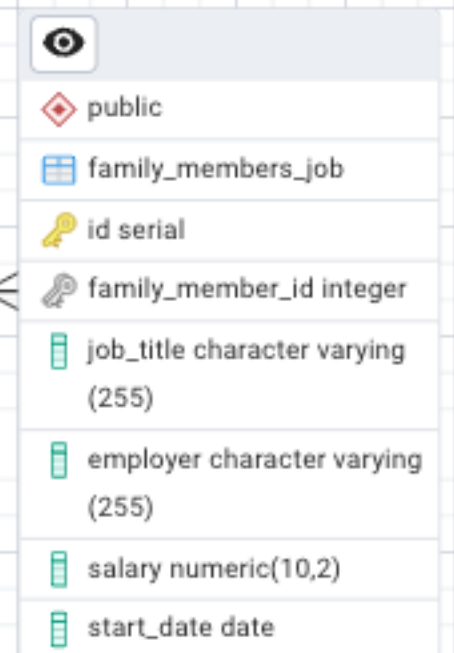 public
family_members_job
id serial
family_member_id integer
job_title character varying
(255)
employer character varying
(255)
salary numeric(10,2)
start_date date